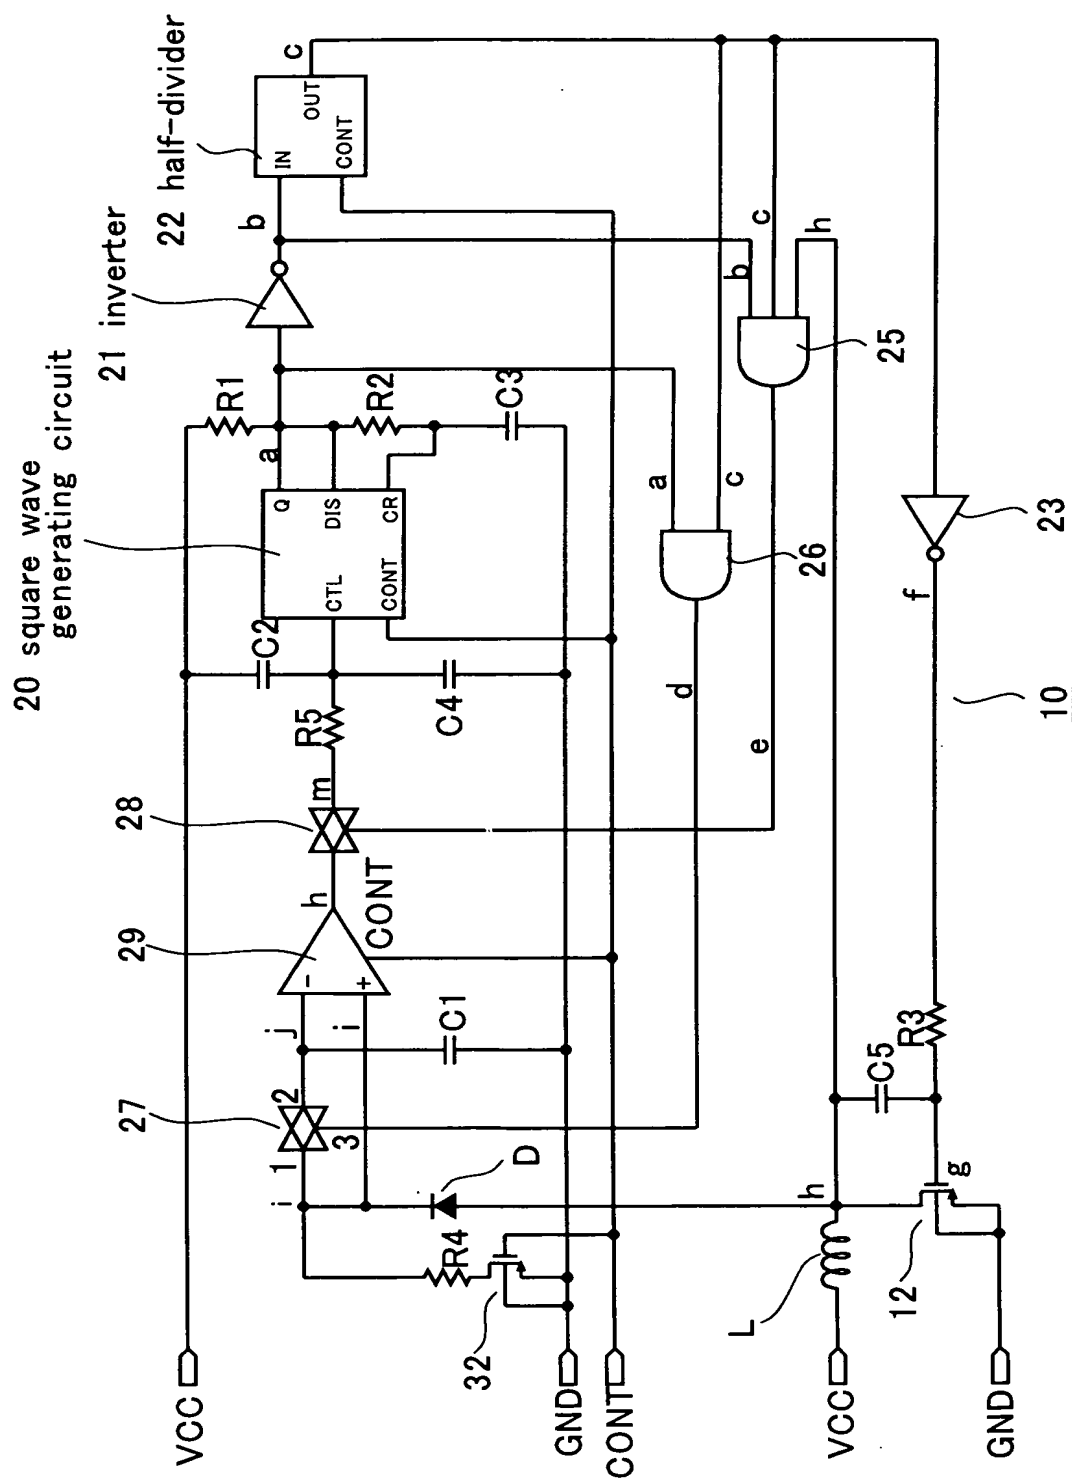 20 square wave
generating circuit
21 inverter
22 half-divider
VCC
R1
a
Q
DIS
CR
CTL
CONT
R2
C3
b
IN
OUT
CONT
c
C2
C4
R5
m
28
h
29
CONT
-
+
j
i
C1
27
1
2
3
i
D
R4
32
GND
CONT
a
c
26
d
b
c
h
25
e
23
f
10
R3
C5
h
g
L
12
VCC
GND